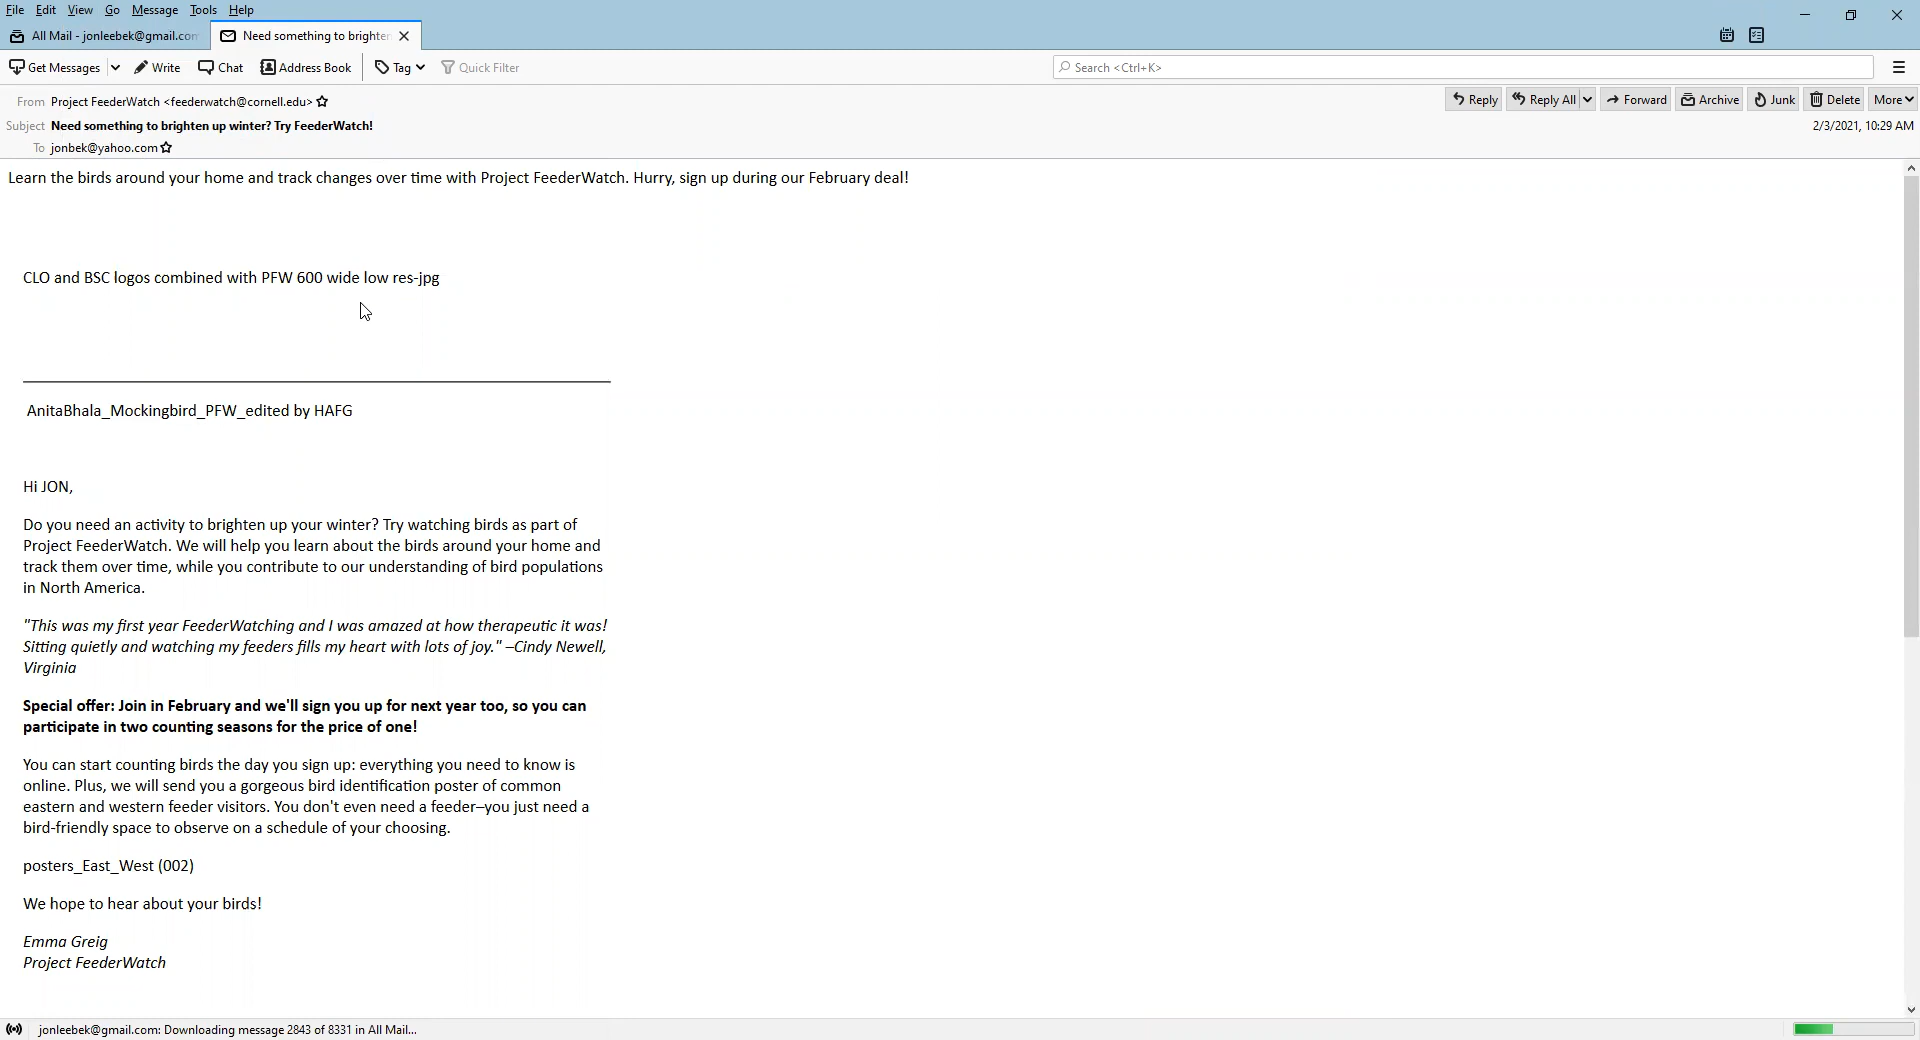 File Edit View Go Message Tools Help
All Mail - jonleebek@gmail.com Need something to brighten
Get Messages Write Chat Address Book Tag Quick Filter Search <Ctrl+K>
From Project FeederWatch <feederwatch@cornell.edu> Reply Reply All Forward Archive Junk Delete More
Subject Need something to brighten up winter? Try FeederWatch! 2/3/2021, 10:29 AM
To jonbek@yahoo.com
Learn the birds around your home and track changes over time with Project FeederWatch. Hurry, sign up during our February deal!
CLO and BSC logos combined with PFW 600 wide low res-jpg
AnitaBhala_Mockingbird_PFW_edited by HAFG
Hi JON,
Do you need an activity to brighten up your winter? Try watching birds as part of
Project FeederWatch. We will help you learn about the birds around your home and
track them over time, while you contribute to our understanding of bird populations
in North America.
"This was my first year FeederWatching and I was amazed at how therapeutic it was!
Sitting quietly and watching my feeders fills my heart with lots of joy." –Cindy Newell,
Virginia
Special offer: Join in February and we'll sign you up for next year too, so you can
participate in two counting seasons for the price of one!
You can start counting birds the day you sign up: everything you need to know is
online. Plus, we will send you a gorgeous bird identification poster of common
eastern and western feeder visitors. You don't even need a feeder–you just need a
bird-friendly space to observe on a schedule of your choosing.
posters_East_West (002)
We hope to hear about your birds!
Emma Greig
Project FeederWatch
jonleebek@gmail.com: Downloading message 2843 of 8331 in All Mail...